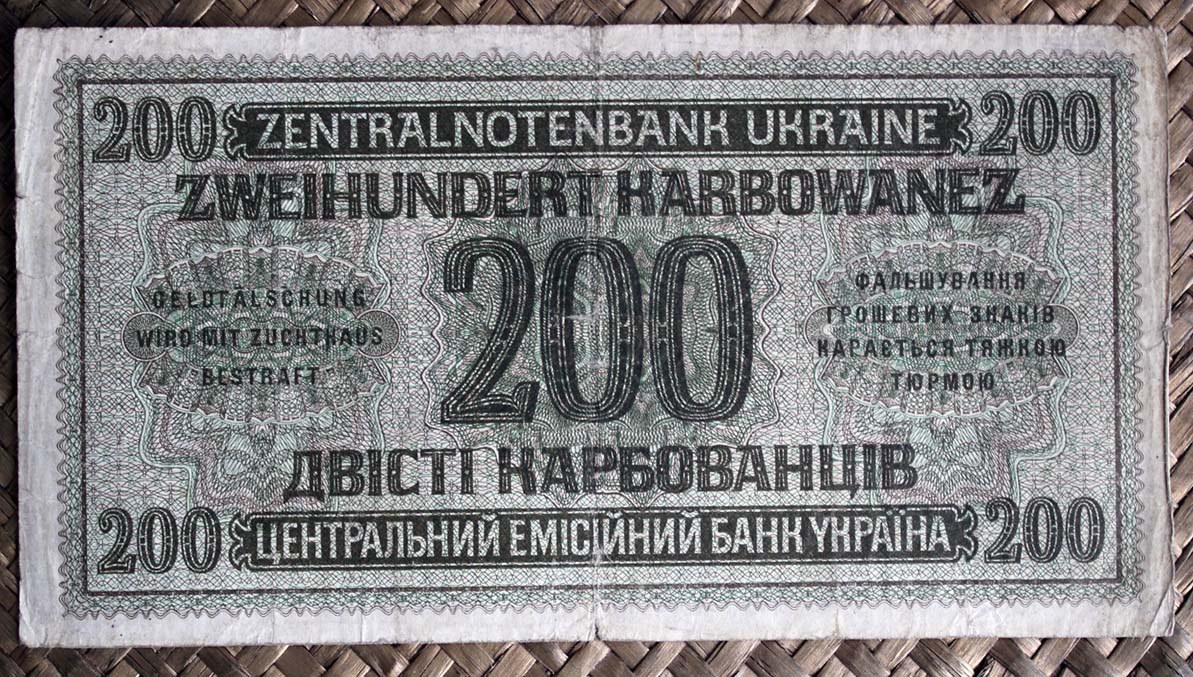 200 ZENTRALNOTENBANK UKRAINE 200
ZWEIHUNDERT KARBOWANEZ
200
GELDFÄLSCHUNG
WIRD MIT ZUCHTHAUS
BESTRAFT
ФАЛЬШУВАННЯ
ГРОШЕВИХ ЗНАКІВ
КАРАЄТЬСЯ ТЯЖКОЮ
ТЮРМОЮ
ДВІСТІ КАРБОВАНЦІВ
200 ЦЕНТРАЛЬНИЙ ЕМІСІЙНИЙ БАНК УКРАЇНА 200